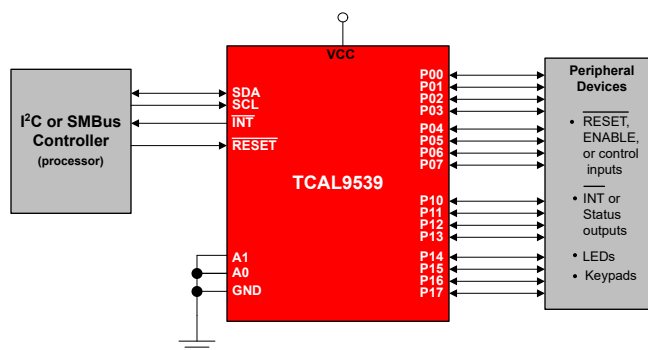 VCC
I²C or SMBus
Controller
(processor)
SDA
SCL
INT
RESET
TCAL9539
A1
A0
GND
P00
P01
P02
P03
P04
P05
P06
P07
P10
P11
P12
P13
P14
P15
P16
P17
Peripheral
Devices
• RESET,
ENABLE,
or control
inputs
• INT or
Status
outputs
• LEDs
• Keypads